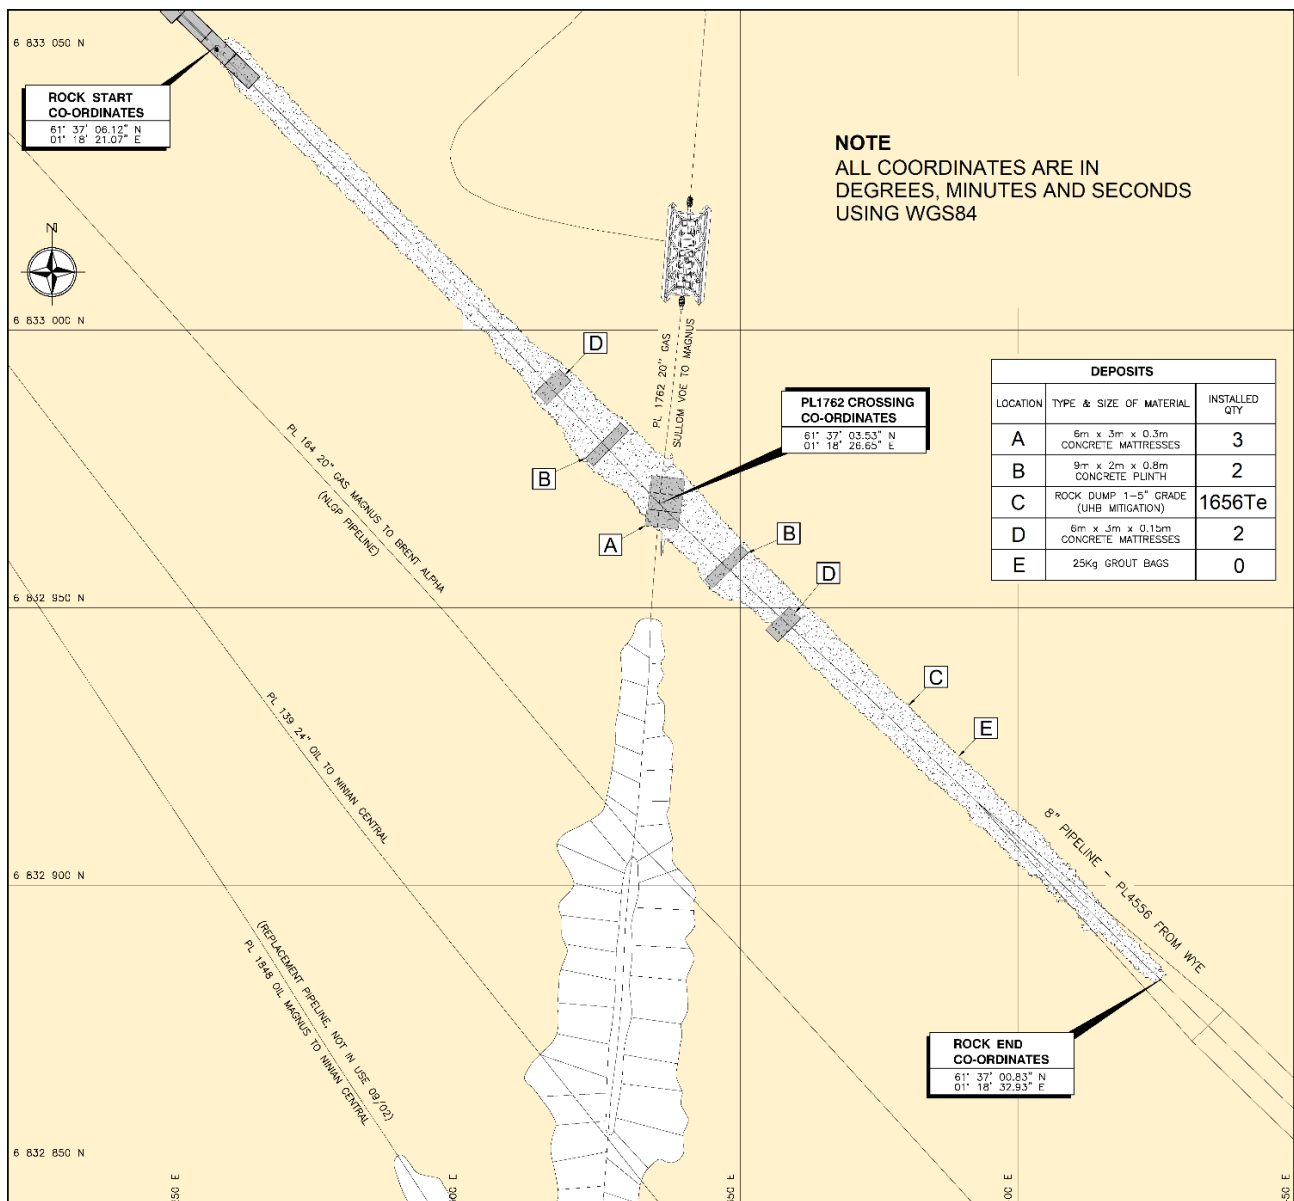 6 833 050 N
ROCK START
CO-ORDINATES
61° 37' 06.12" N
01° 18' 21.07" E
NOTE
ALL COORDINATES ARE IN
DEGREES, MINUTES AND SECONDS
USING WGS84
N
6 833 000 N
PL 1762 20" GAS
SULLOM VOE TO MAGNUS
D
B
A
B
D
C
E
PL1762 CROSSING
CO-ORDINATES
61° 37' 03.53" N
01° 18' 26.65" E
DEPOSITS
LOCATION TYPE & SIZE OF MATERIAL INSTALLED QTY
A 6m x 3m x 0.3m CONCRETE MATTRESSES 3
B 9m x 2m x 0.8m CONCRETE PLINTH 2
C ROCK DUMP 1-5" GRADE (UHB MITIGATION) 1656Te
D 6m x 3m x 0.15m CONCRETE MATTRESSES 2
E 25Kg GROUT BAGS 0
PL 164 20" GAS MAGNUS TO BRENT ALPHA
(NLGP PIPELINE)
6 832 950 N
PL 139 24" OIL TO NINIAN CENTRAL
8" PIPELINE - PL4556 FROM WYE
6 832 900 N
(REPLACEMENT PIPELINE, NOT IN USE 09/02)
PL 1848 OIL MAGNUS TO NINIAN CENTRAL
ROCK END
CO-ORDINATES
61° 37' 00.83" N
01° 18' 32.93" E
6 832 850 N